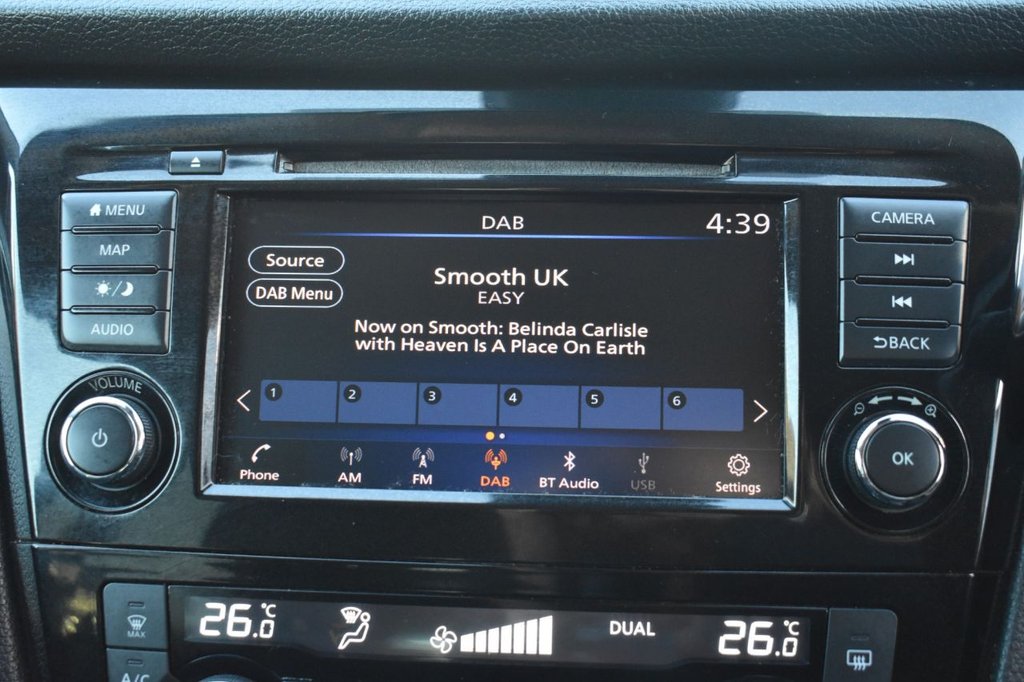 MENU
MAP
AUDIO
VOLUME
DAB
4:39
Source
DAB Menu
Smooth UK
EASY
Now on Smooth: Belinda Carlisle
with Heaven Is A Place On Earth
1 2 3 4 5 6
Phone AM FM DAB BT Audio USB Settings
CAMERA
BACK
OK
MAX
A/C
26.0°C
DUAL
26.0°C